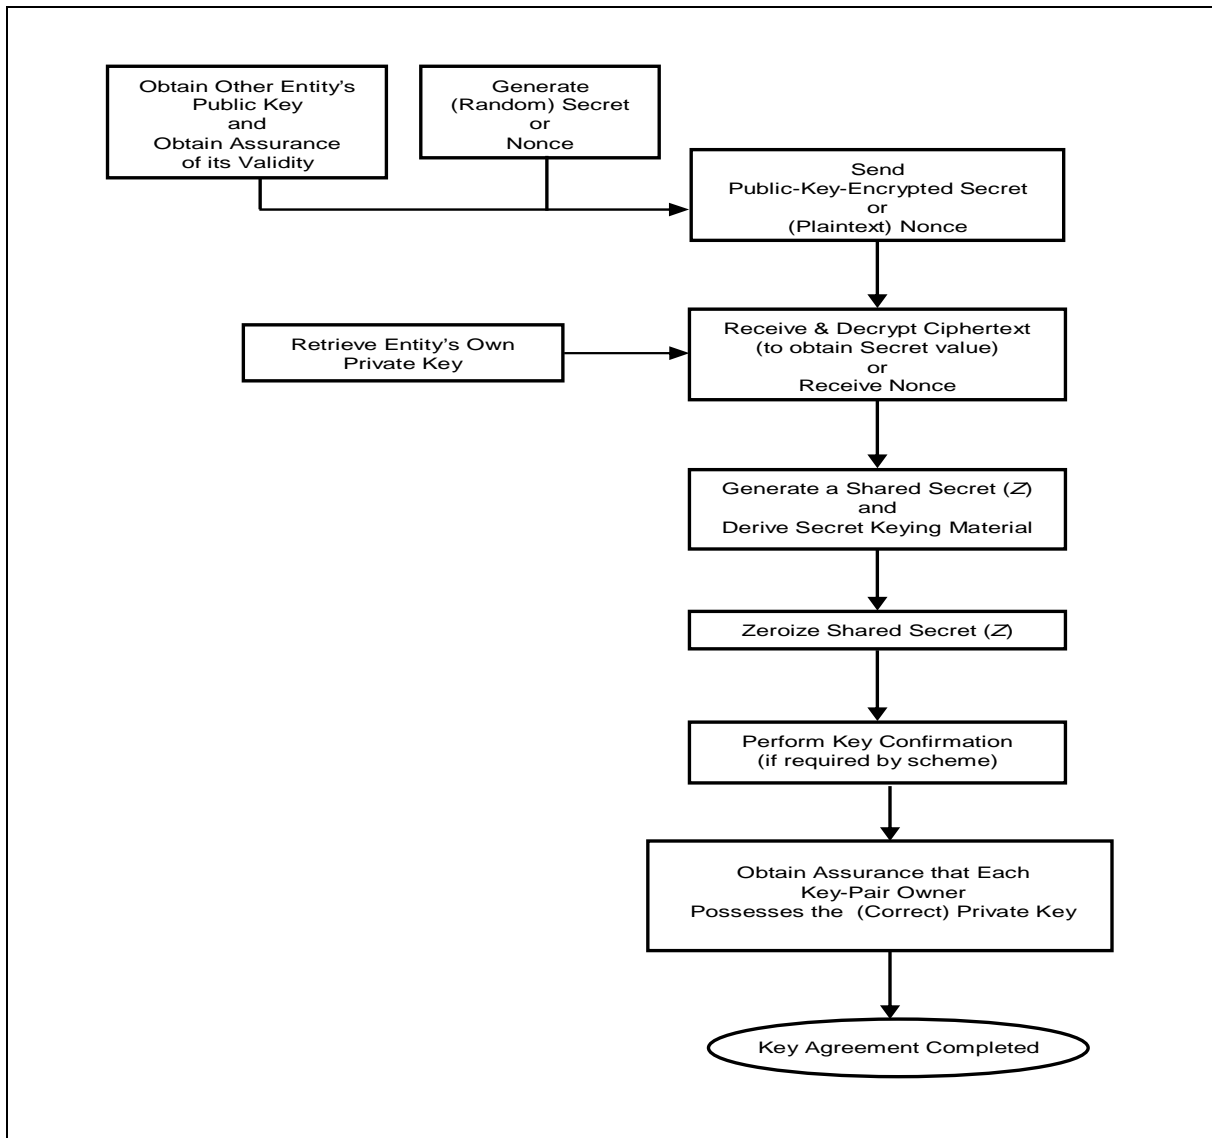 Obtain Other Entity's
Public Key
and
Obtain Assurance
of its Validity
Generate
(Random) Secret
or
Nonce
Send
Public-Key-Encrypted Secret
or
(Plaintext) Nonce
Retrieve Entity's Own
Private Key
Receive & Decrypt Ciphertext
(to obtain Secret value)
or
Receive Nonce
Generate a Shared Secret (Z)
and
Derive Secret Keying Material
Zeroize Shared Secret (Z)
Perform Key Confirmation
(if required by scheme)
Obtain Assurance that Each
Key-Pair Owner
Possesses the (Correct) Private Key
Key Agreement Completed